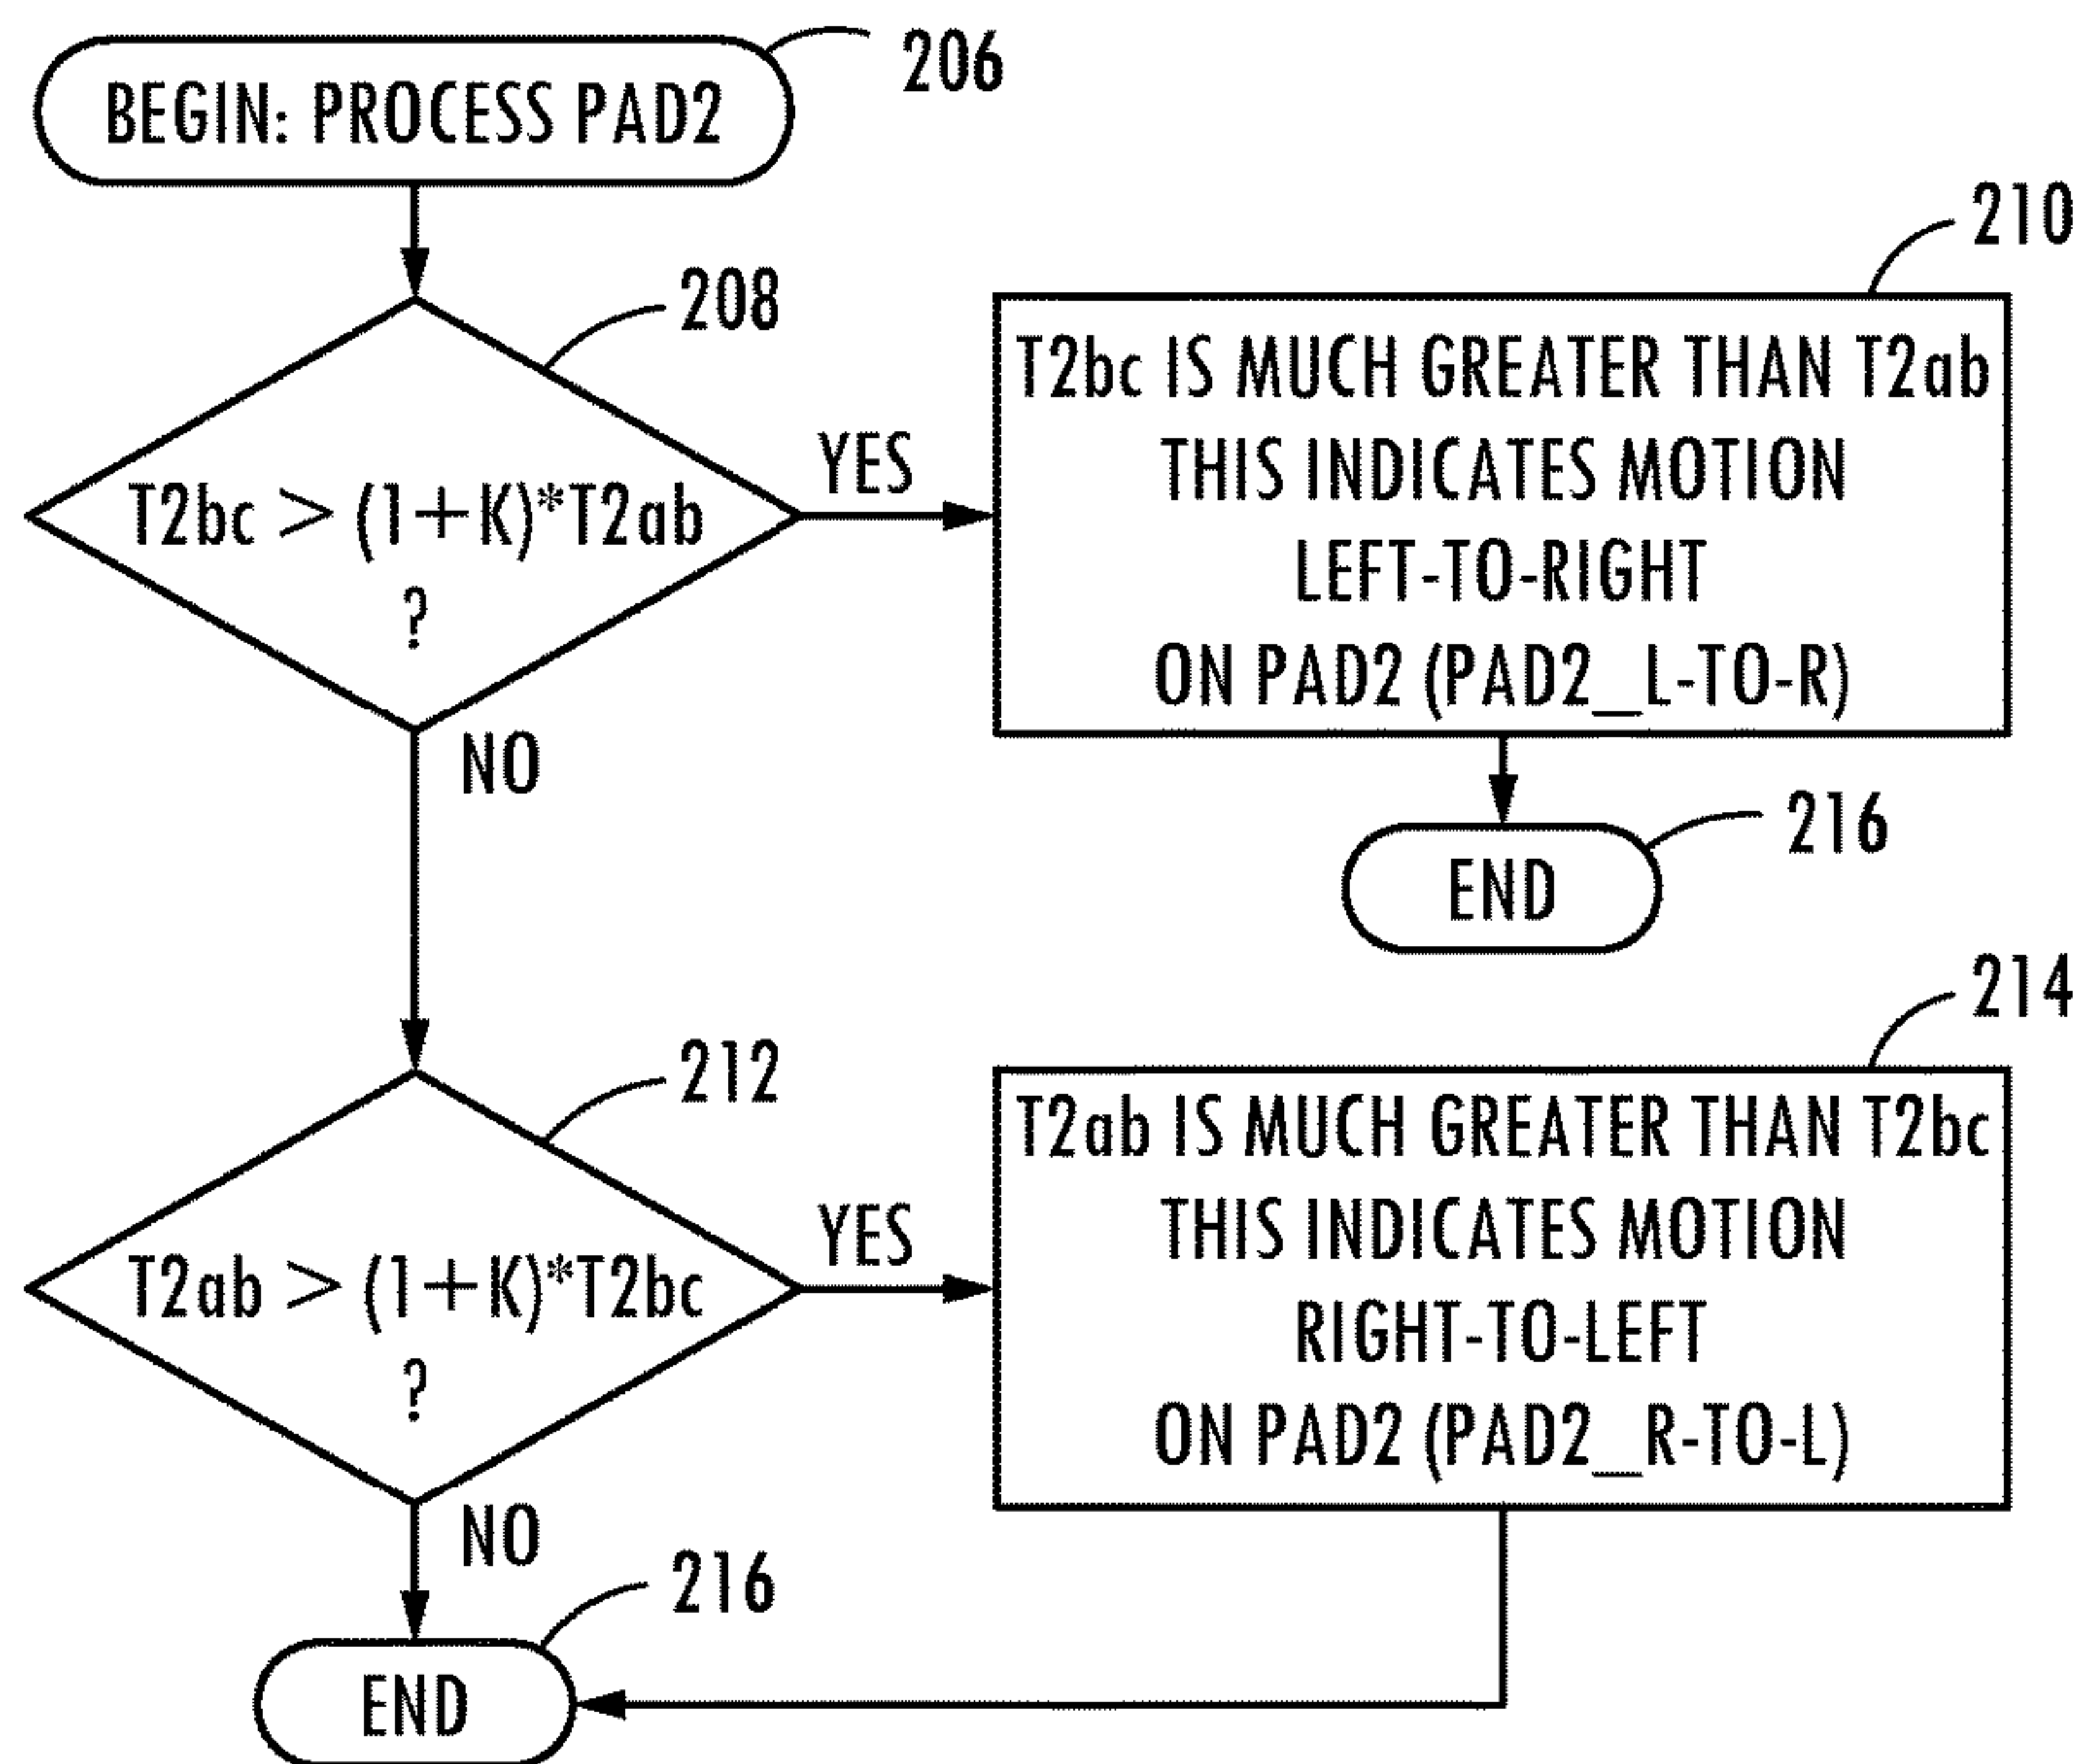 BEGIN: PROCESS PAD2
206
208
T2bc > (1+K)*T2ab
?
YES
NO
210
T2bc IS MUCH GREATER THAN T2ab
THIS INDICATES MOTION
LEFT-TO-RIGHT
ON PAD2 (PAD2_L-TO-R)
216
END
212
T2ab > (1+K)*T2bc
?
YES
NO
214
T2ab IS MUCH GREATER THAN T2bc
THIS INDICATES MOTION
RIGHT-TO-LEFT
ON PAD2 (PAD2_R-TO-L)
216
END